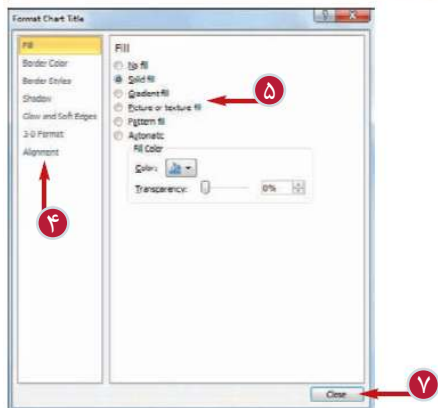 Format Chart Title
Fill
Border Color
Border Styles
Shadow
Glow and Soft Edges
3-D Format
Alignment
۴
Fill
No fill
Solid fill
Gradient fill
Picture or texture fill
Pattern fill
Automatic
۵
Fill Color
Color:
Transparency: 0%
Close
۷